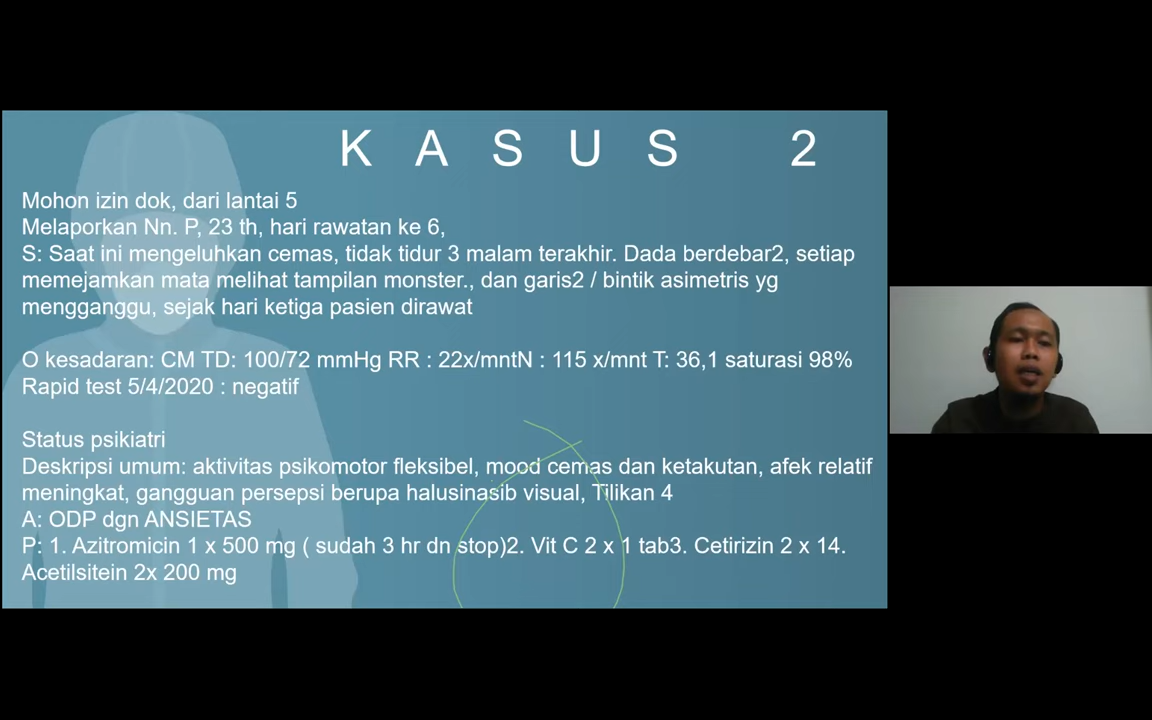 KASUS 2
Mohon izin dok, dari lantai 5
Melaporkan Nn. P, 23 th, hari rawatan ke 6,
S: Saat ini mengeluhkan cemas, tidak tidur 3 malam terakhir. Dada berdebar2, setiap
memejamkan mata melihat tampilan monster., dan garis2 / bintik asimetris yg
mengganggu, sejak hari ketiga pasien dirawat
O kesadaran: CM TD: 100/72 mmHg RR : 22x/mntN : 115 x/mnt T: 36,1 saturasi 98%
Rapid test 5/4/2020 : negatif
Status psikiatri
Deskripsi umum: aktivitas psikomotor fleksibel, mood cemas dan ketakutan, afek relatif
meningkat, gangguan persepsi berupa halusinasib visual, Tilikan 4
A: ODP dgn ANSIETAS
P: 1. Azitromicin 1 x 500 mg ( sudah 3 hr dn stop)2. Vit C 2 x 1 tab3. Cetirizin 2 x 14.
Acetilsitein 2x 200 mg